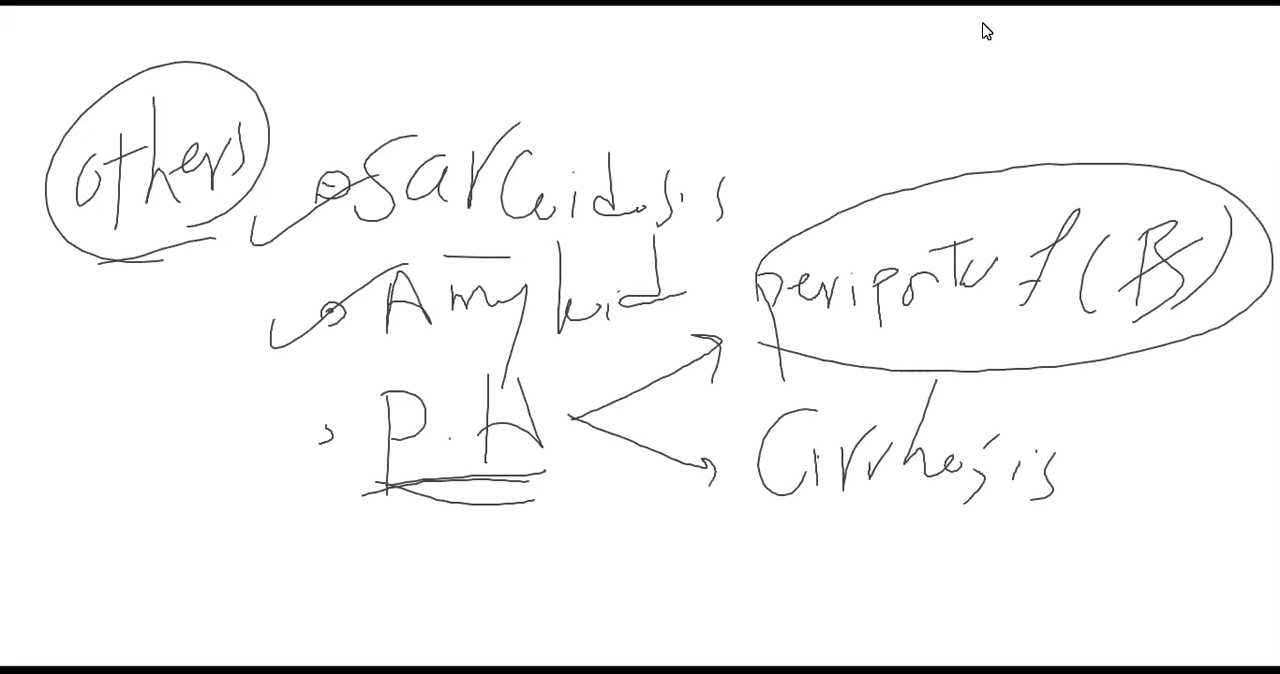 others
Sarcoidosis
Amyloid
P.H
periportal f (B)
Cirrhosis